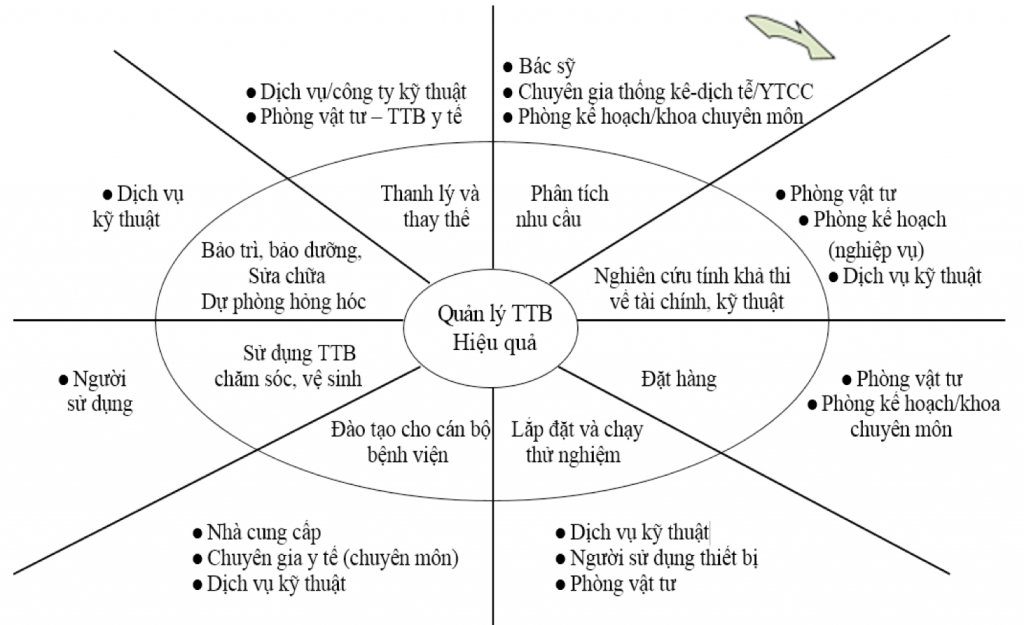 ● Bác sỹ
● Chuyên gia thống kê-dịch tễ/YTCC
● Phòng kế hoạch/khoa chuyên môn
Phân tích
nhu cầu
● Phòng vật tư
● Phòng kế hoạch
(nghiệp vụ)
● Dịch vụ kỹ thuật
Nghiên cứu tính khả thi
về tài chính, kỹ thuật
Đặt hàng
● Phòng vật tư
● Phòng kế hoạch/khoa
chuyên môn
Lắp đặt và chạy
thử nghiệm
● Dịch vụ kỹ thuật
● Người sử dụng thiết bị
● Phòng vật tư
Đào tạo cho cán bộ
bệnh viện
● Nhà cung cấp
● Chuyên gia y tế (chuyên môn)
● Dịch vụ kỹ thuật
Sử dụng TTB
chăm sóc, vệ sinh
● Người
sử dụng
Bảo trì, bảo dưỡng,
Sửa chữa
Dự phòng hỏng hóc
● Dịch vụ
kỹ thuật
Thanh lý và
thay thế
● Dịch vụ/công ty kỹ thuật
● Phòng vật tư – TTB y tế
Quản lý TTB
Hiệu quả